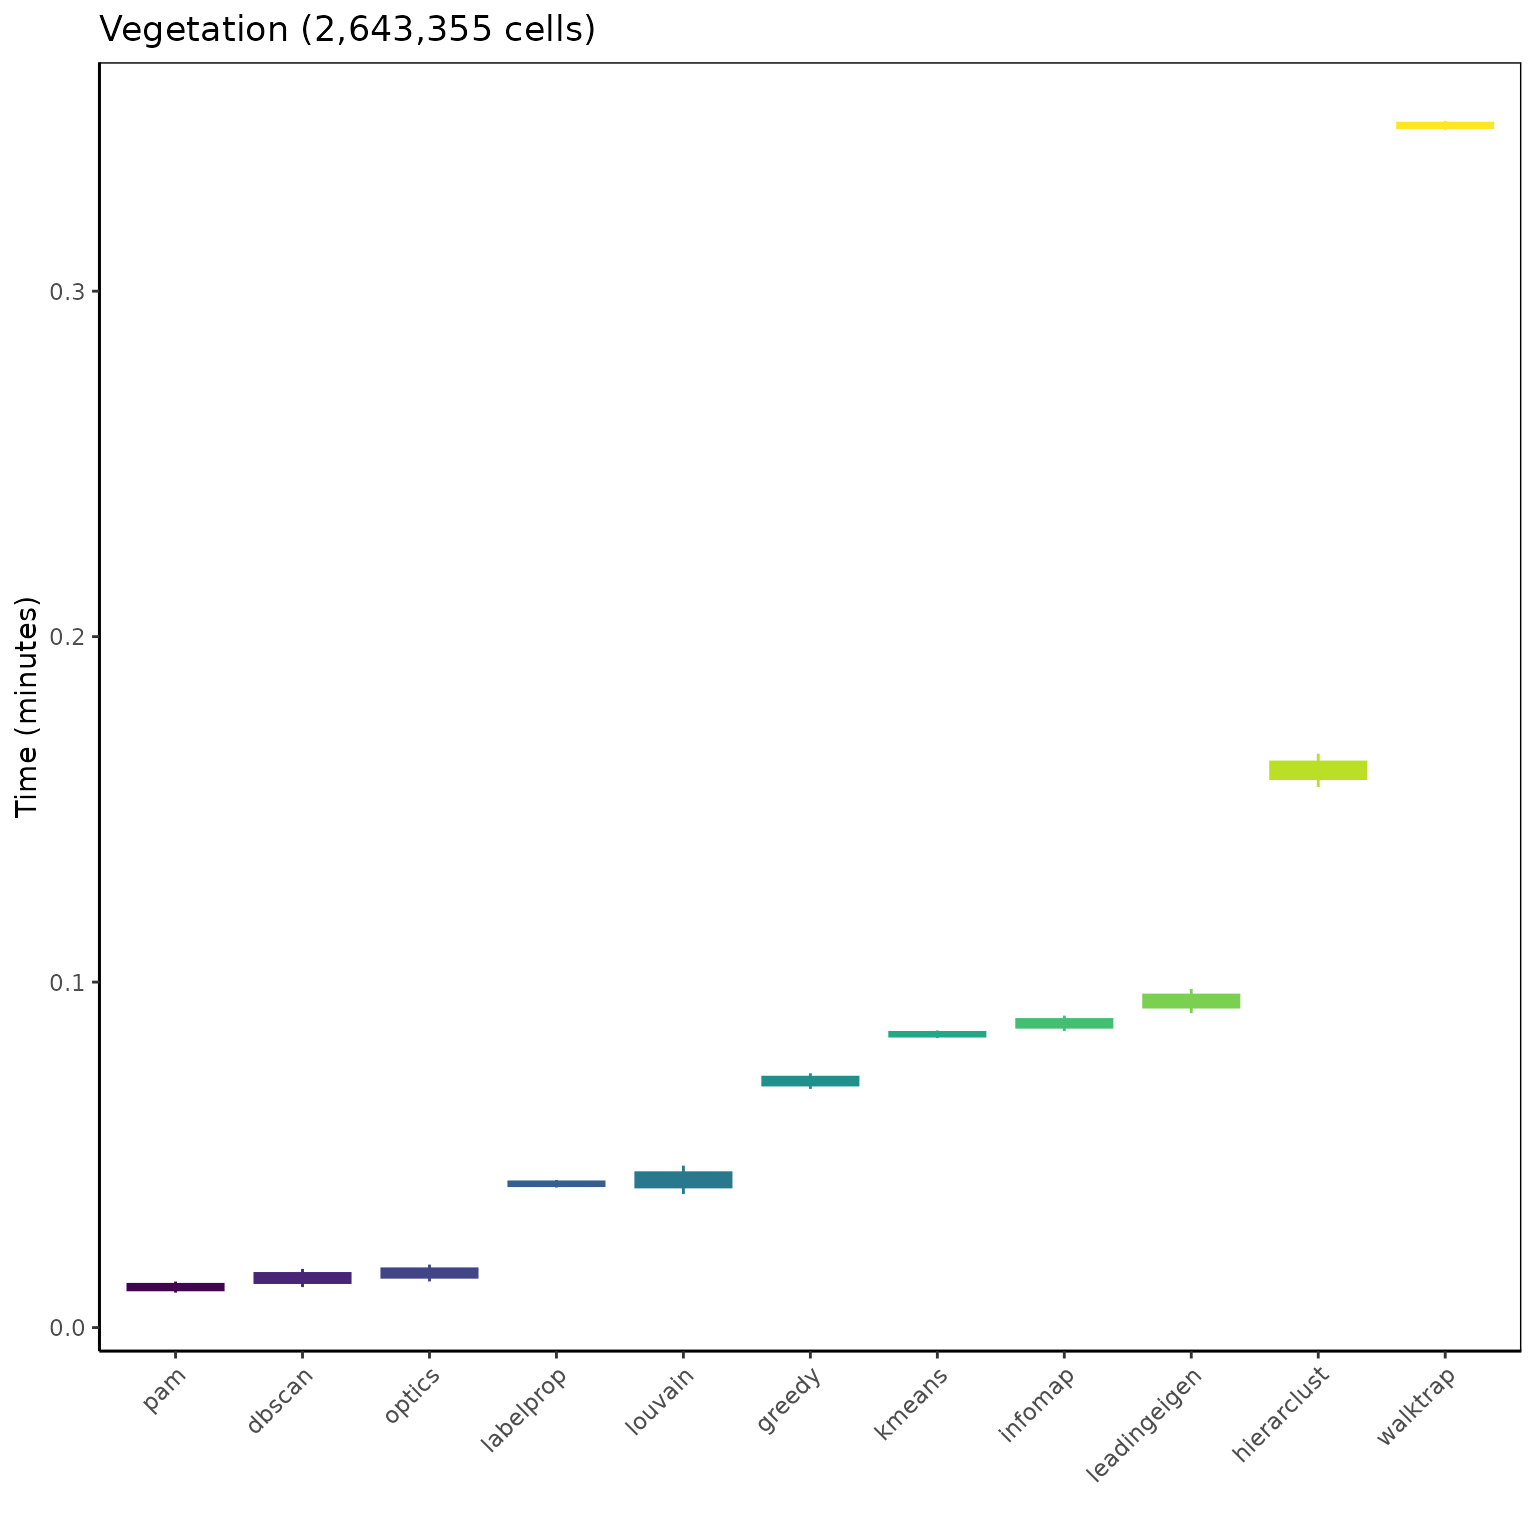 Vegetation (2,643,355 cells)
Time (minutes)
0.3
0.2
0.1
0.0
pam
dbscan
optics
labelprop
louvain
greedy
kmeans
infomap
leadingeigen
hierarclust
walktrap